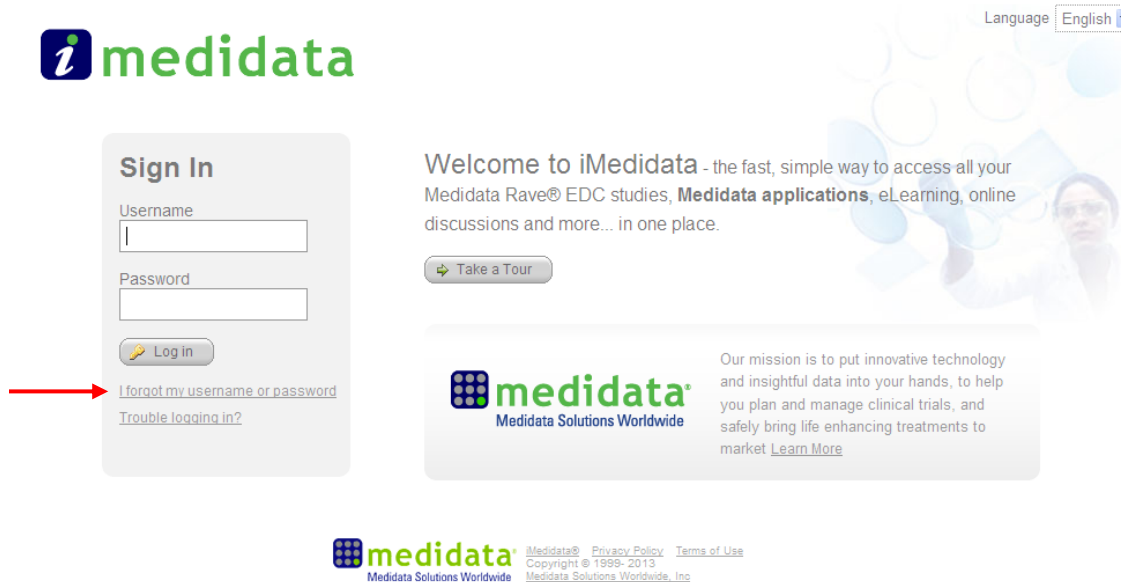 Language English
i medidata
Sign In
Username
Password
Log in
I forgot my username or password
Trouble logging in?
Welcome to iMedidata - the fast, simple way to access all your
Medidata Rave® EDC studies, Medidata applications, eLearning, online
discussions and more... in one place.
Take a Tour
medidata®
Medidata Solutions Worldwide
Our mission is to put innovative technology
and insightful data into your hands, to help
you plan and manage clinical trials, and
safely bring life enhancing treatments to
market Learn More
medidata®
Medidata Solutions Worldwide
iMedidata® Privacy Policy Terms of Use
Copyright © 1999- 2013
Medidata Solutions Worldwide, Inc